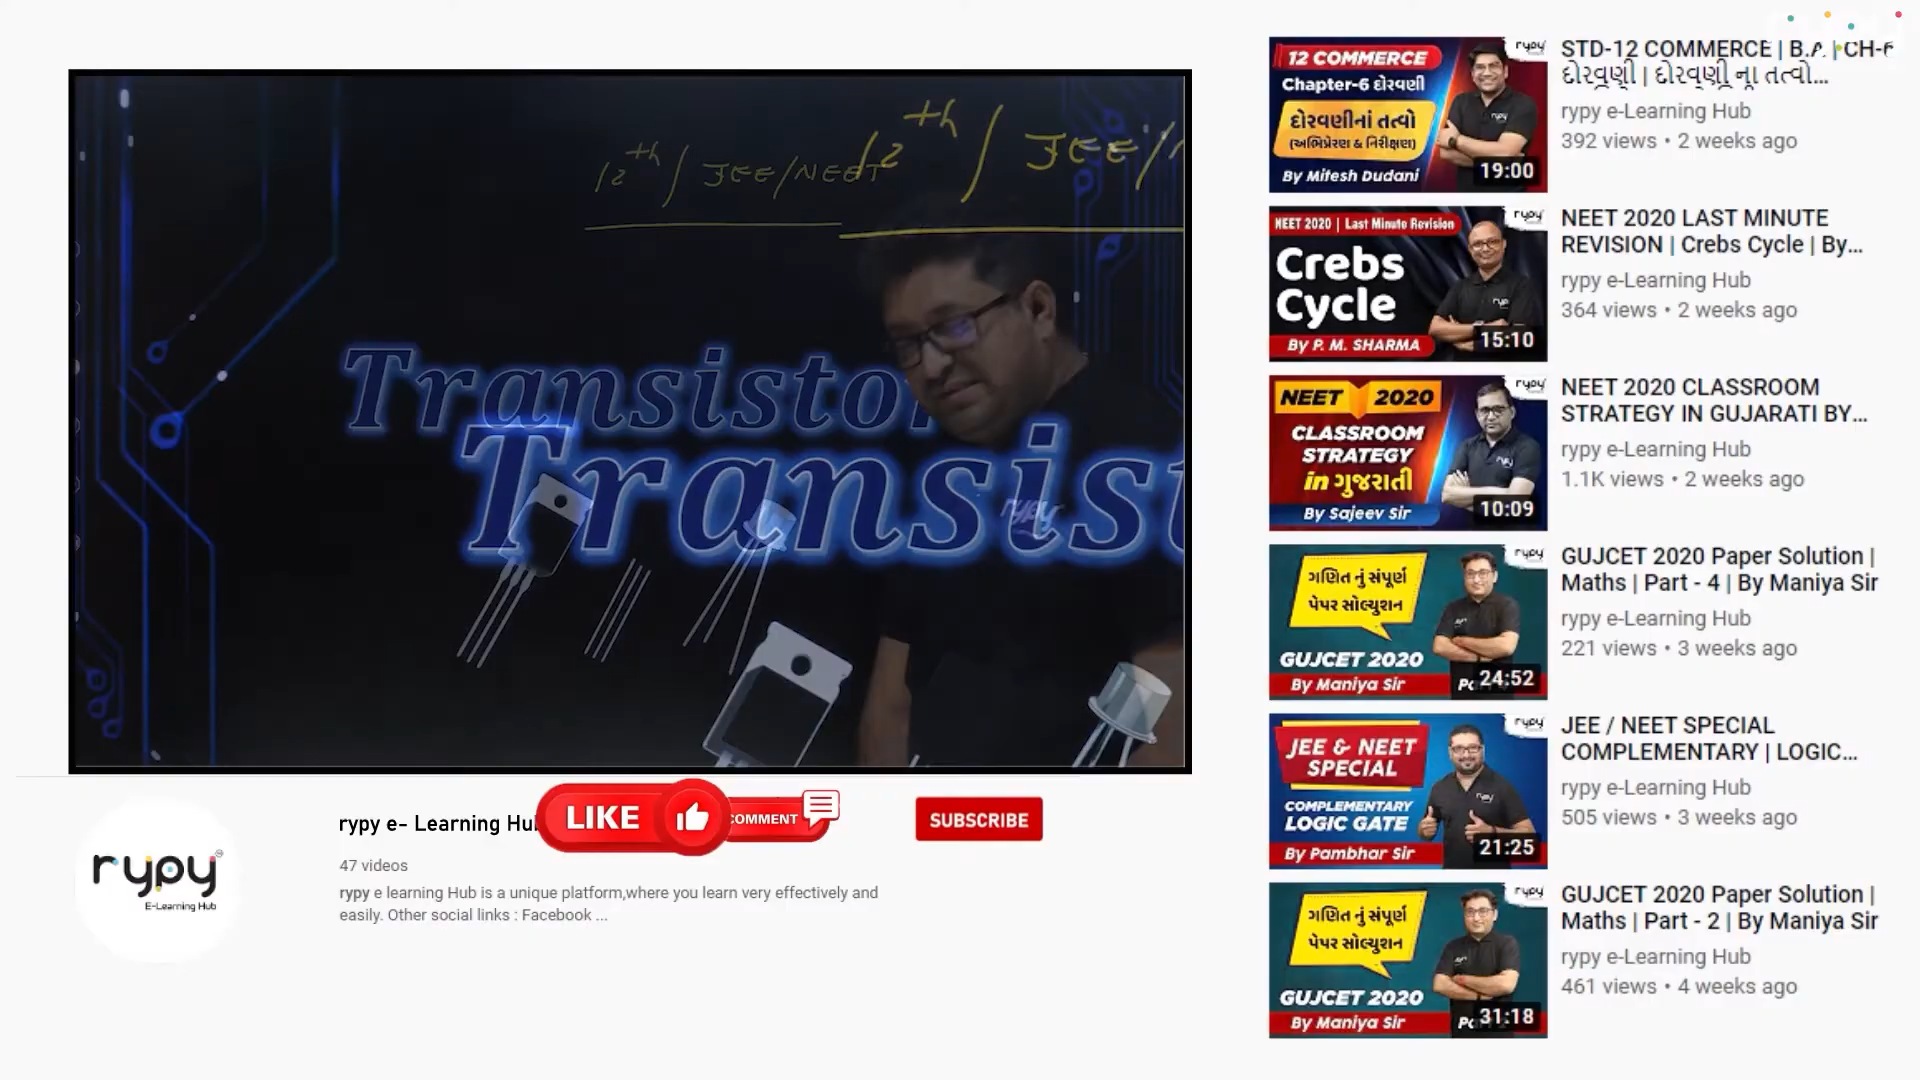 12th / JEE/NEET
12th / JEE/
Transistor
Transist
rypy
rypy
E-Learning Hub
rypy e- Learning Hu
LIKE
COMMENT
SUBSCRIBE
47 videos
rypy e learning Hub is a unique platform,where you learn very effectively and
easily. Other social links : Facebook ...
12 COMMERCE
Chapter-6 દોરવણી
દોરવણીનાં તત્વો
(અભિપ્રેરણ & નિરીક્ષણ)
By Mitesh Dudani
rypy
19:00
STD-12 COMMERCE | B.A | CH-6
દોરવણી | દોરવણી ના તત્વો...
rypy e-Learning Hub
392 views • 2 weeks ago
NEET 2020 | Last Minute Revision
Crebs
Cycle
By P. M. SHARMA
rypy
15:10
NEET 2020 LAST MINUTE
REVISION | Crebs Cycle | By...
rypy e-Learning Hub
364 views • 2 weeks ago
NEET 2020
CLASSROOM
STRATEGY
in ગુજરાતી
By Sajeev Sir
rypy
10:09
NEET 2020 CLASSROOM
STRATEGY IN GUJARATI BY...
rypy e-Learning Hub
1.1K views • 2 weeks ago
ગણિત નું સંપૂર્ણ
પેપર સોલ્યુશન
GUJCET 2020
By Maniya Sir
rypy
24:52
GUJCET 2020 Paper Solution |
Maths | Part - 4 | By Maniya Sir
rypy e-Learning Hub
221 views • 3 weeks ago
JEE & NEET
SPECIAL
COMPLEMENTARY
LOGIC GATE
By Pambhar Sir
rypy
21:25
JEE / NEET SPECIAL
COMPLEMENTARY | LOGIC...
rypy e-Learning Hub
505 views • 3 weeks ago
ગણિત નું સંપૂર્ણ
પેપર સોલ્યુશન
GUJCET 2020
By Maniya Sir
rypy
31:18
GUJCET 2020 Paper Solution |
Maths | Part - 2 | By Maniya Sir
rypy e-Learning Hub
461 views • 4 weeks ago